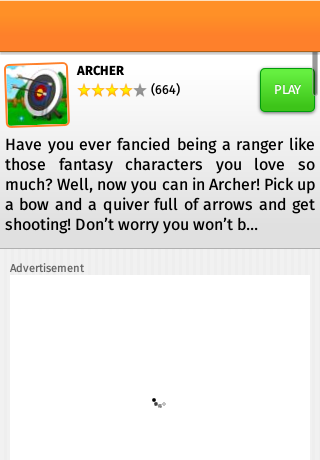 ARCHER
(664)
PLAY
Have you ever fancied being a ranger like
those fantasy characters you love so
much? Well, now you can in Archer! Pick up
a bow and a quiver full of arrows and get
shooting! Don’t worry you won’t b...
Advertisement